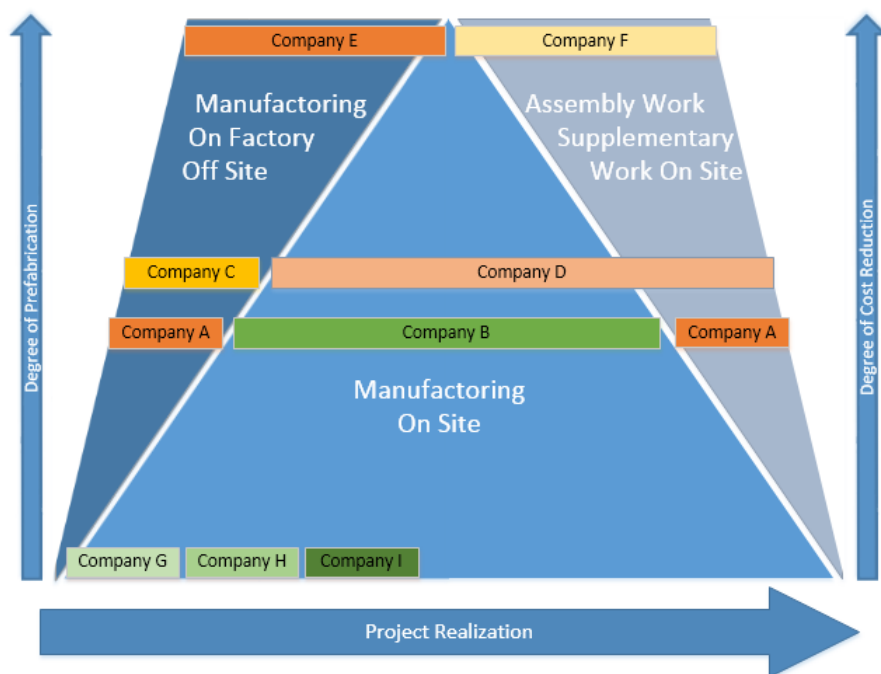 Company E
Company F
Manufactoring
On Factory
Off Site
Assembly Work
Supplementary
Work On Site
Degree of Prefabrication
Degree of Cost Reduction
Company C
Company D
Company A
Company B
Company A
Manufactoring
On Site
Company G
Company H
Company I
Project Realization